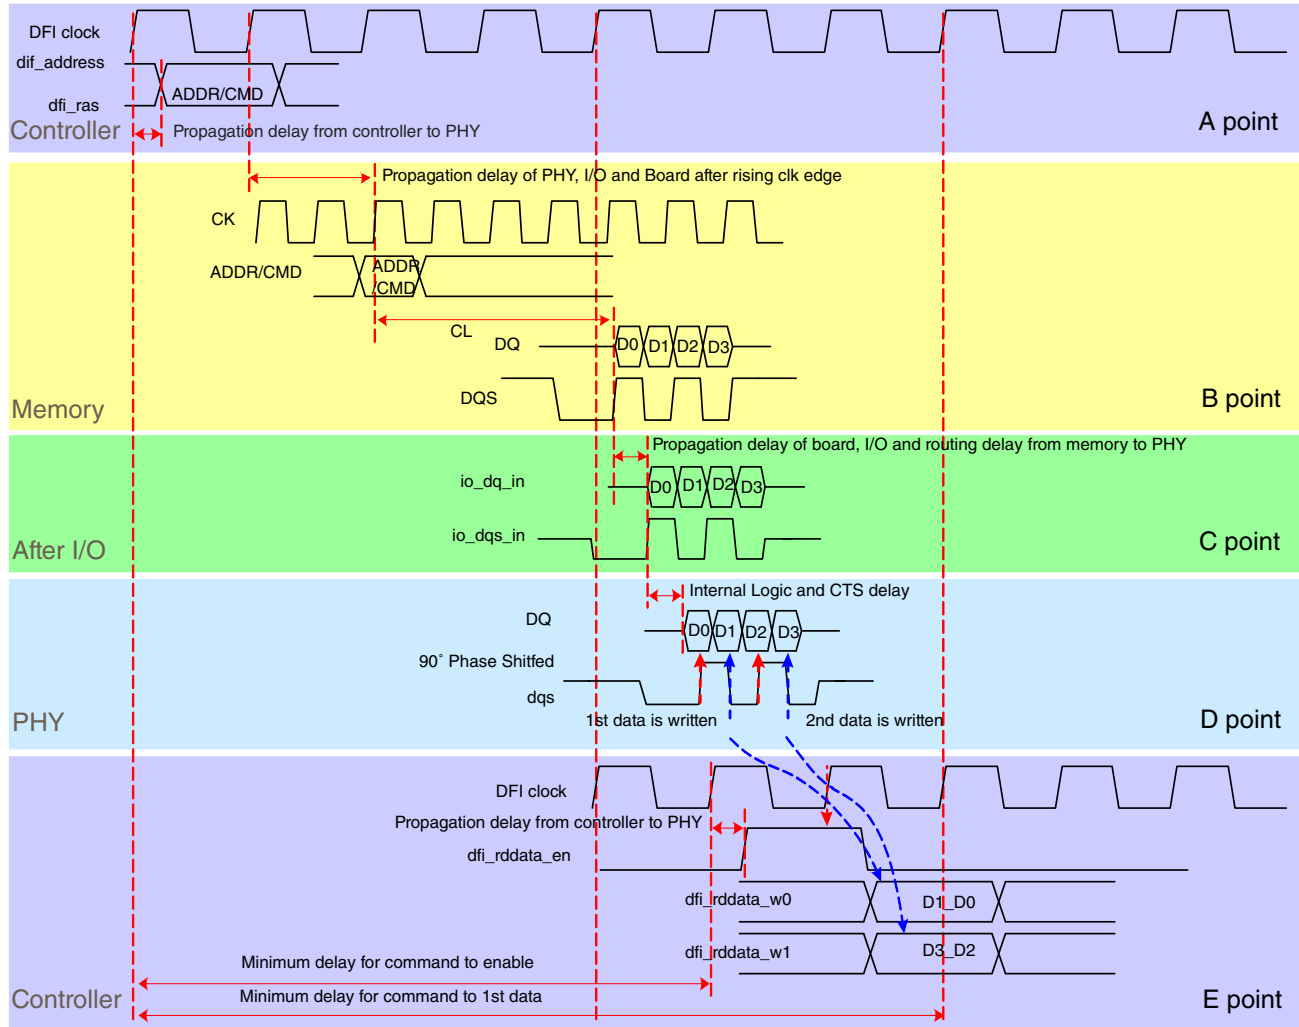 DFI clock
dif_address
ADDR/CMD
dfi_ras
Controller
Propagation delay from controller to PHY
A point
Propagation delay of PHY, I/O and Board after rising clk edge
CK
ADDR/CMD
ADDR
/CMD
CL
DQ
D0 D1 D2 D3
DQS
Memory
B point
Propagation delay of board, I/O and routing delay from memory to PHY
io_dq_in
D0 D1 D2 D3
io_dqs_in
After I/O
C point
Internal Logic and CTS delay
DQ
D0 D1 D2 D3
90˚ Phase Shitfed
dqs
1st data is written
2nd data is written
PHY
D point
DFI clock
Propagation delay from controller to PHY
dfi_rddata_en
dfi_rddata_w0
D1_D0
dfi_rddata_w1
D3_D2
Minimum delay for command to enable
Minimum delay for command to 1st data
Controller
E point